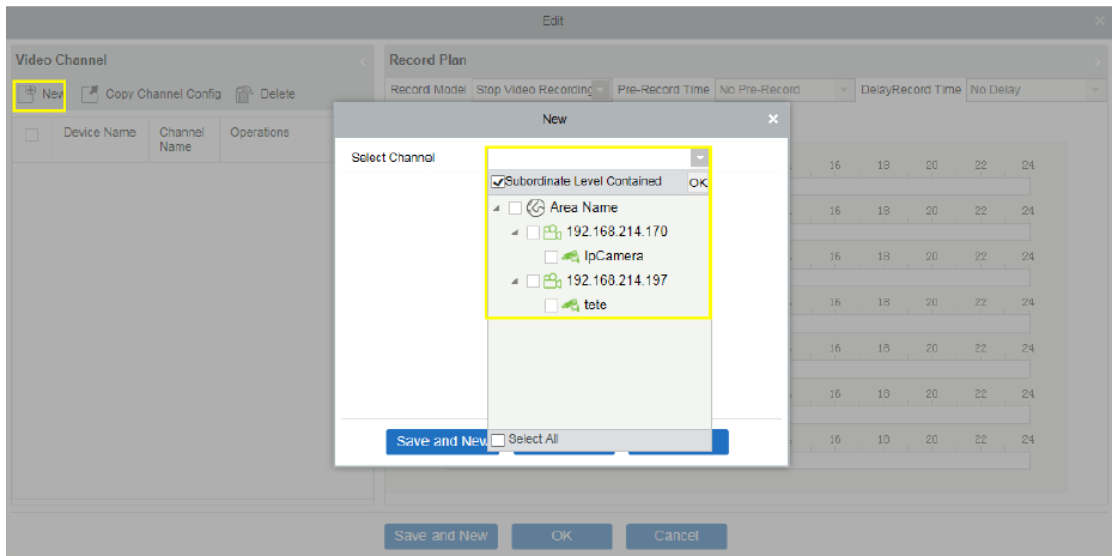 Edit
Video Channel
Record Plan
New Copy Channel Config Delete
Record Model Stop Video Recording Pre-Record Time No Pre-Record DelayRecord Time No Delay
Device Name Channel Name Operations
New
Select Channel
Subordinate Level Contained OK
Area Name
192.168.214.170
IpCamera
192.168.214.197
tete
Select All
Save and New
16 18 20 22 24
16 18 20 22 24
16 18 20 22 24
16 18 20 22 24
16 18 20 22 24
16 18 20 22 24
16 18 20 22 24
Save and New OK Cancel